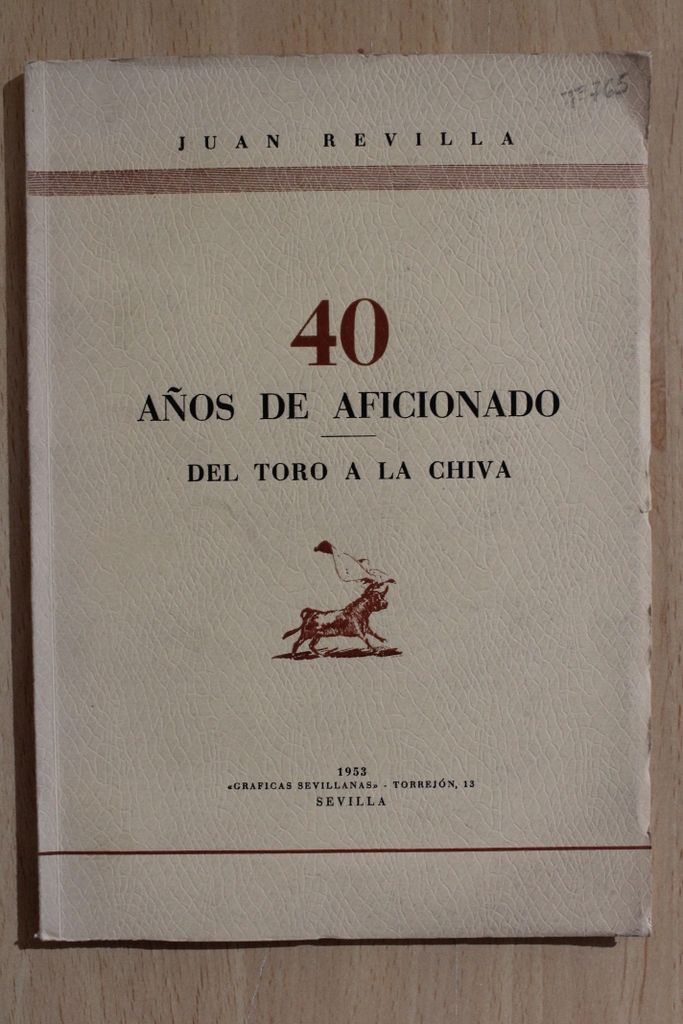 JUAN REVILLA
40
AÑOS DE AFICIONADO
DEL TORO A LA CHIVA
1953
«GRAFICAS SEVILLANAS» - TORREJÓN, 13
SEVILLA